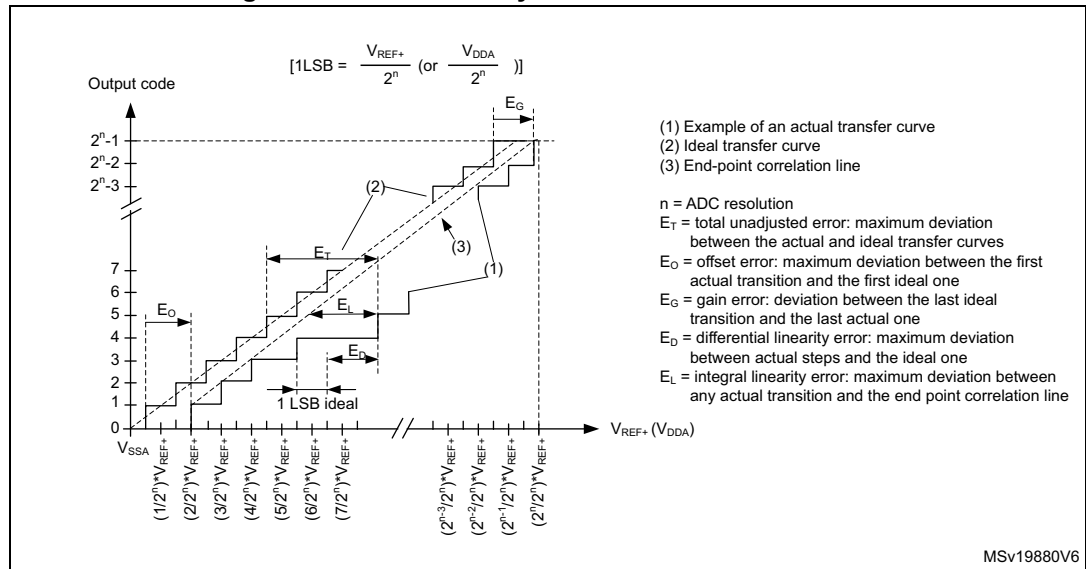 [1LSB = V_REF+ / 2^n (or V_DDA / 2^n )]
Output code
E_G
2^n-1
2^n-2
2^n-3
7
6
5
4
3
2
1
0
(2)
(3)
(1)
E_T
E_O
E_L
E_D
1 LSB ideal
V_SSA
V_REF+ (V_DDA)
(1/2^n)*V_REF+
(2/2^n)*V_REF+
(3/2^n)*V_REF+
(4/2^n)*V_REF+
(5/2^n)*V_REF+
(6/2^n)*V_REF+
(7/2^n)*V_REF+
(2^n-3/2^n)*V_REF+
(2^n-2/2^n)*V_REF+
(2^n-1/2^n)*V_REF+
(2^n/2^n)*V_REF+
(1) Example of an actual transfer curve
(2) Ideal transfer curve
(3) End-point correlation line
n = ADC resolution
E_T = total unadjusted error: maximum deviation
between the actual and ideal transfer curves
E_O = offset error: maximum deviation between the first
actual transition and the first ideal one
E_G = gain error: deviation between the last ideal
transition and the last actual one
E_D = differential linearity error: maximum deviation
between actual steps and the ideal one
E_L = integral linearity error: maximum deviation between
any actual transition and the end point correlation line
MSv19880V6